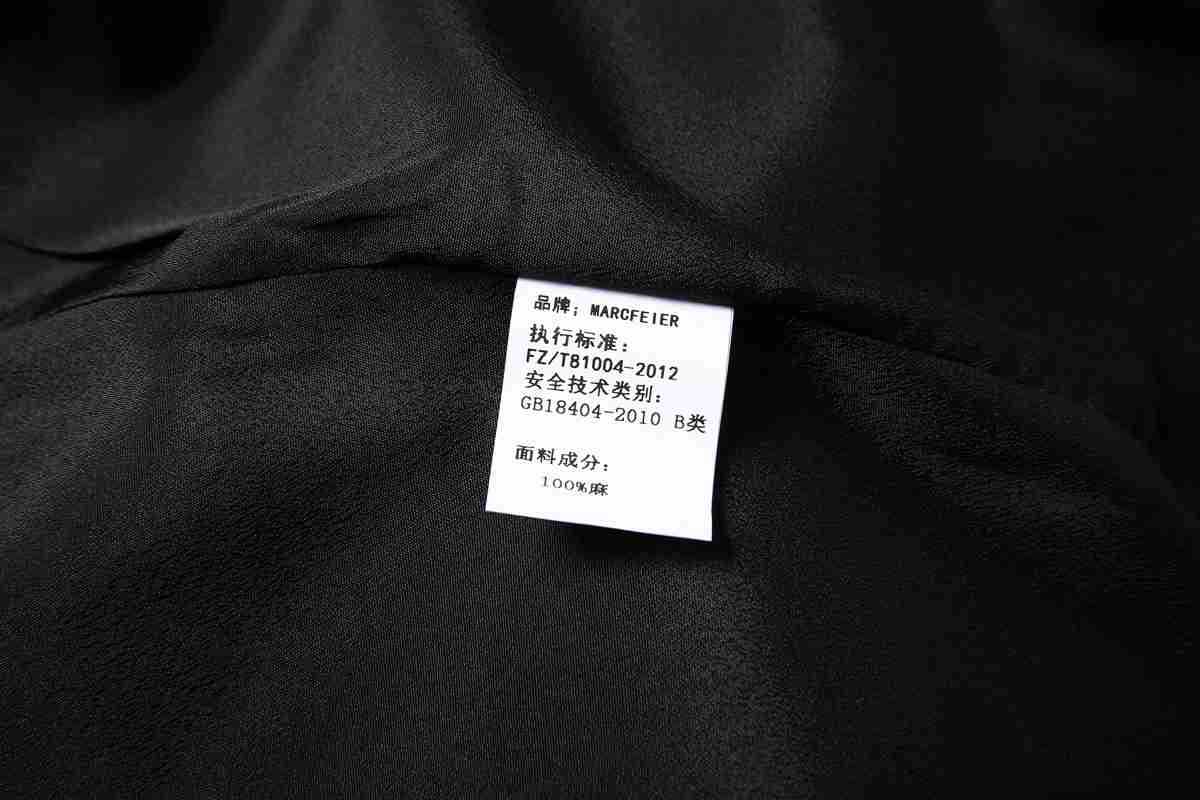 品牌；MARCFEIER
执行标准：
FZ/T81004-2012
安全技术类别：
GB18404-2010 B类
面料成分：
100%麻